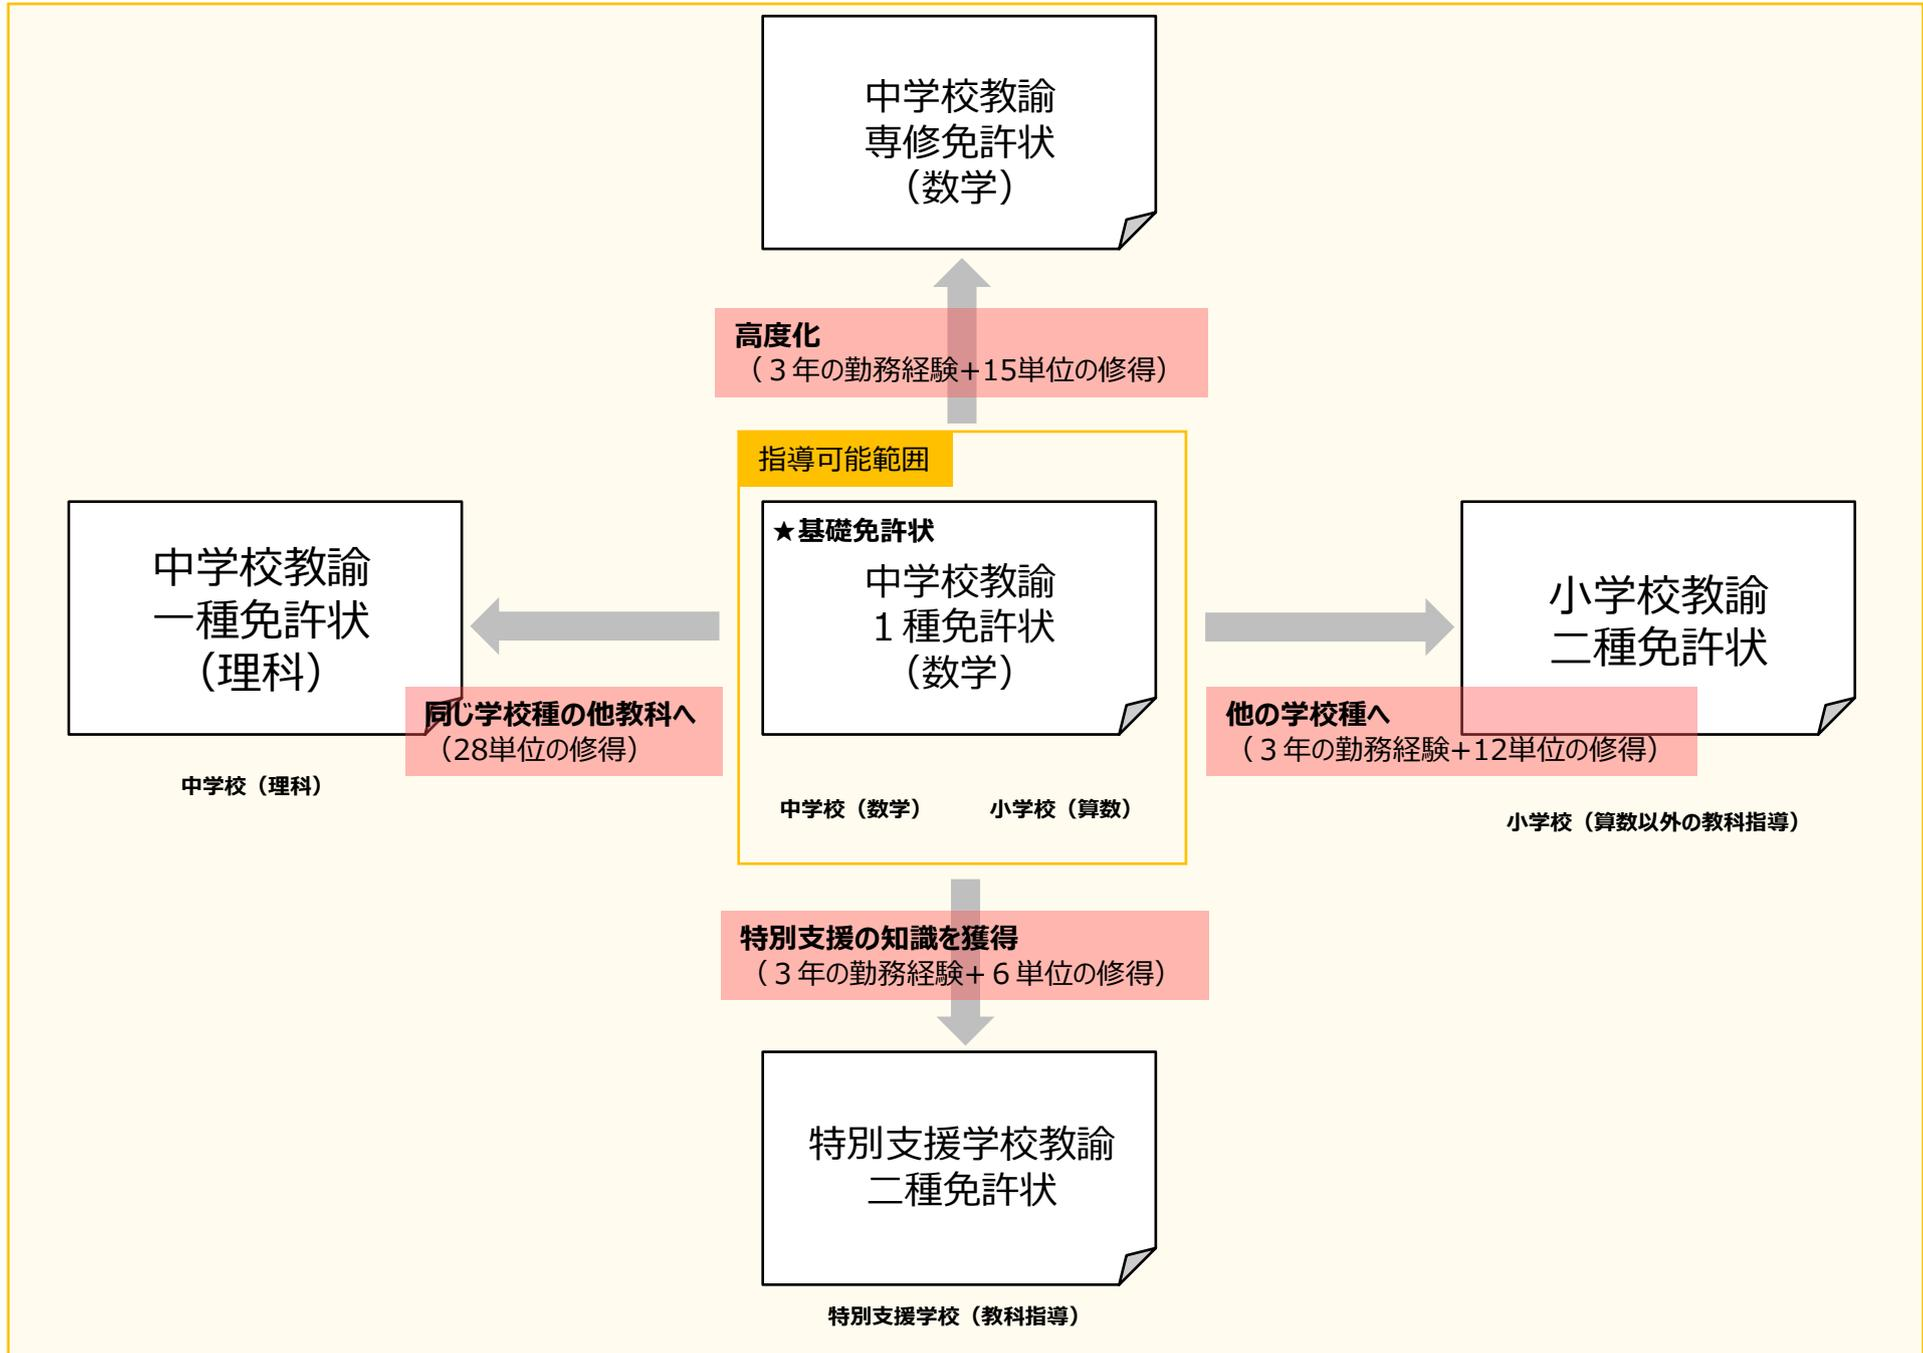 中学校教諭
専修免許状
（数学）
高度化
（３年の勤務経験+15単位の修得）
指導可能範囲
★基礎免許状
中学校教諭
１種免許状
（数学）
中学校（数学）
小学校（算数）
中学校教諭
一種免許状
（理科）
同じ学校種の他教科へ
（28単位の修得）
中学校（理科）
小学校教諭
二種免許状
他の学校種へ
（３年の勤務経験+12単位の修得）
小学校（算数以外の教科指導）
特別支援の知識を獲得
（３年の勤務経験+６単位の修得）
特別支援学校教諭
二種免許状
特別支援学校（教科指導）